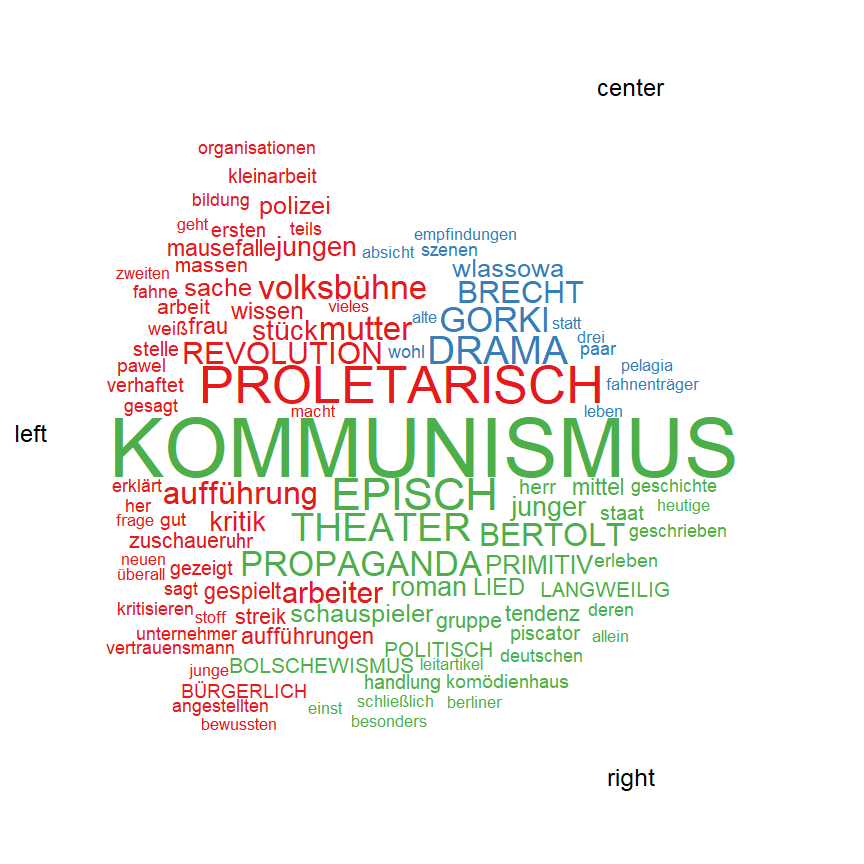 center
organisationen
kleinarbeit
bildung polizei
geht ersten teils
mausefalle jungen absicht szenen empfindungen
zweiten massen wlassowa
fahne sache volksbühne BRECHT
arbeit wissen vieles alte GORKI statt
weiß frau stück mutter drei
stelle REVOLUTION wohl DRAMA paar
pawel pelagia
verhaftet PROLETARISCH fahnenträger
gesagt macht leben
left KOMMUNISMUS
erklärt aufführung EPISCH herr mittel geschichte
her junger staat heutige
frage gut kritik THEATER BERTOLT geschrieben
zuschauer uhr
neuen gezeigt PROPAGANDA PRIMITIV erleben
überall
sagt gespielt arbeiter roman LIED LANGWEILIG
kritisieren stoff streik schauspieler gruppe tendenz deren
unternehmer aufführungen piscator allein
vertrauensmann POLITISCH deutschen
junge BOLSCHEWISMUS leitartikel
BÜRGERLICH handlung komödienhaus
angestellten einst schließlich berliner
bewussten besonders
right